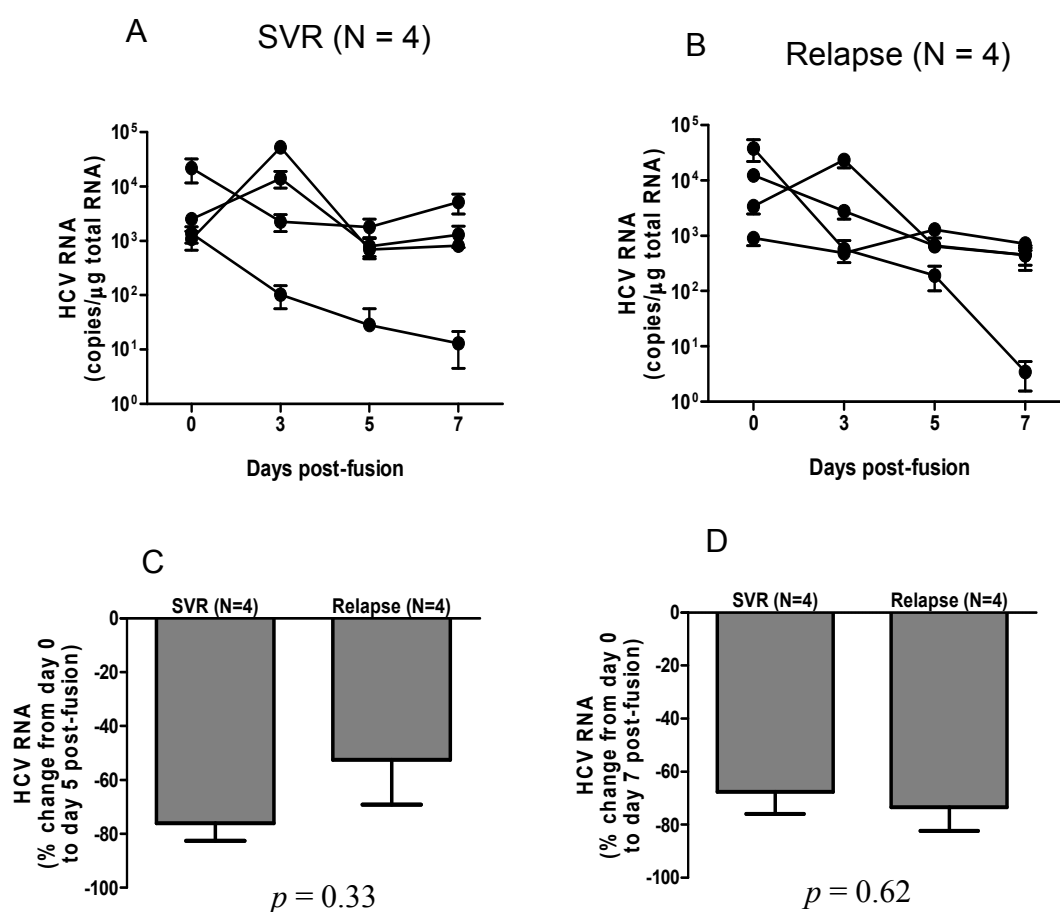 A
SVR (N = 4)
HCV RNA
(copies/µg total RNA)
10⁵
10⁴
10³
10²
10¹
10⁰
0 3 5 7
Days post-fusion
B
Relapse (N = 4)
HCV RNA
(copies/µg total RNA)
10⁵
10⁴
10³
10²
10¹
10⁰
0 3 5 7
Days post-fusion
C
SVR (N=4) Relapse (N=4)
HCV RNA
(% change from day 0
to day 5 post-fusion)
0
-20
-40
-60
-80
-100
p = 0.33
D
SVR (N=4) Relapse (N=4)
HCV RNA
(% change from day 0
to day 7 post-fusion)
0
-20
-40
-60
-80
-100
p = 0.62